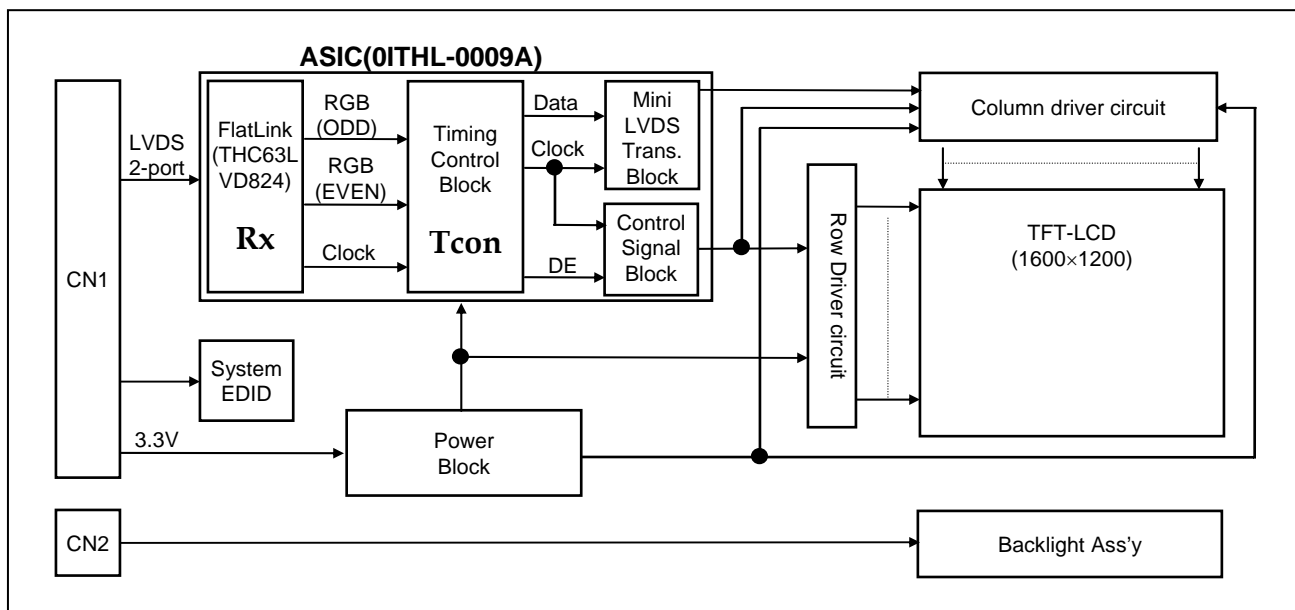 ASIC(0ITHL-0009A)
CN1
LVDS
2-port
FlatLink
(THC63L
VD824)
Rx
RGB
(ODD)
RGB
(EVEN)
Clock
Timing
Control
Block
Tcon
Data
Clock
DE
Mini
LVDS
Trans.
Block
Control
Signal
Block
Column driver circuit
Row Driver circuit
TFT-LCD
(1600×1200)
System
EDID
3.3V
Power
Block
CN2
Backlight Ass'y